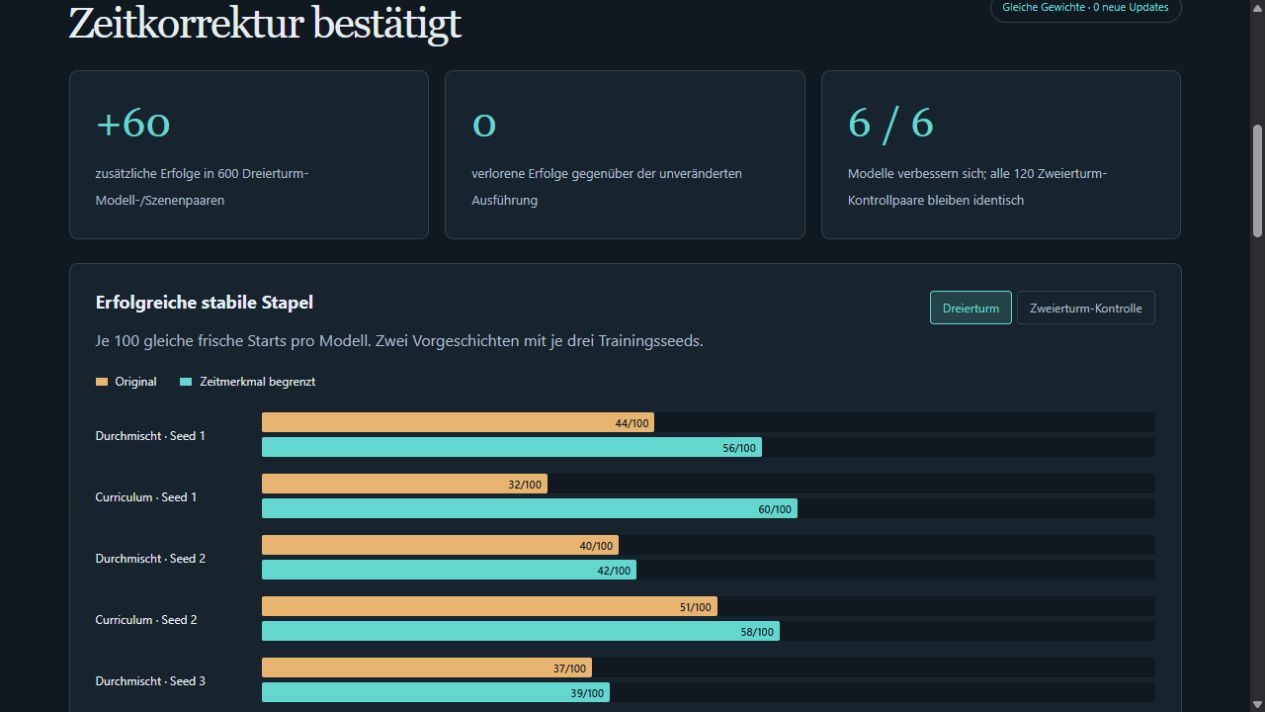 Zeitkorrektur bestätigt
Gleiche Gewichte · 0 neue Updates
+60
zusätzliche Erfolge in 600 Dreierturm-
Modell-/Szenenpaaren
0
verlorene Erfolge gegenüber der unveränderten
Ausführung
6 / 6
Modelle verbessern sich; alle 120 Zweierturm-
Kontrollpaare bleiben identisch
Erfolgreiche stabile Stapel
Dreierturm
Zweierturm-Kontrolle
Je 100 gleiche frische Starts pro Modell. Zwei Vorgeschichten mit je drei Trainingsseeds.
Original
Zeitmerkmal begrenzt
Durchmischt · Seed 1
44/100
56/100
Curriculum · Seed 1
32/100
60/100
Durchmischt · Seed 2
40/100
42/100
Curriculum · Seed 2
51/100
58/100
Durchmischt · Seed 3
37/100
39/100